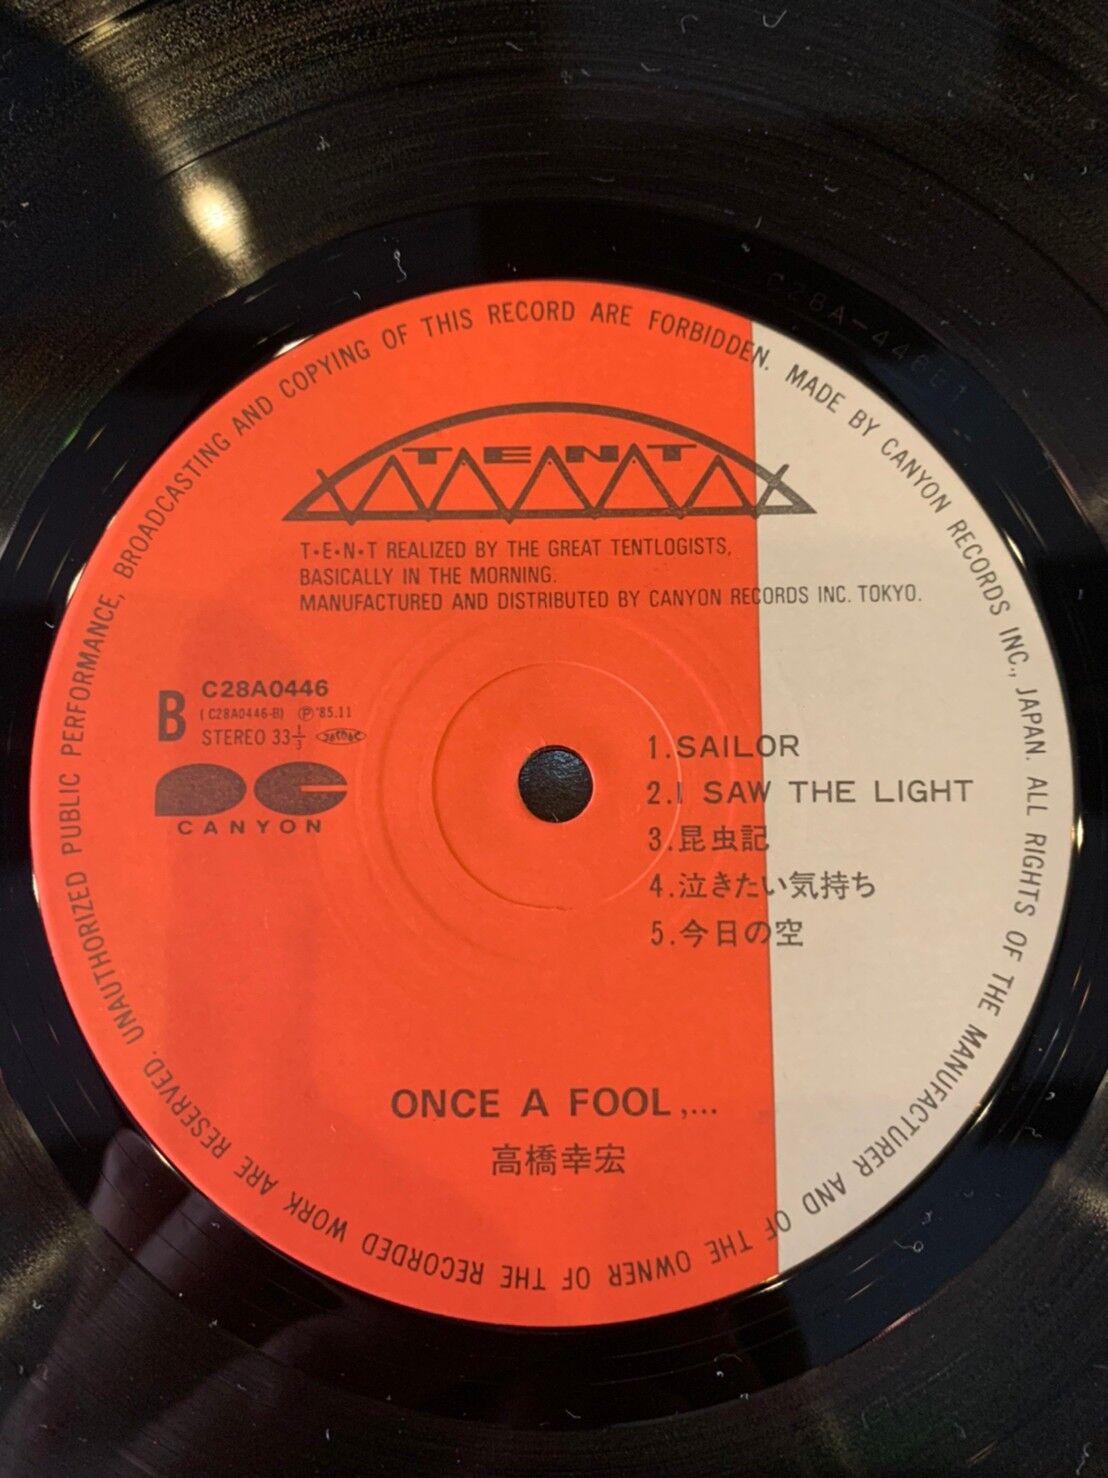 UNAUTHORIZED PUBLIC PERFORMANCE, BROADCASTING AND COPYING OF THIS RECORD ARE FORBIDDEN. MADE BY CANYON RECORDS INC., JAPAN. ALL RIGHTS OF THE MANUFACTURER AND OF THE OWNER OF THE RECORDED WORK ARE RESERVED.
C28A-446B1
TENT
T•E•N•T REALIZED BY THE GREAT TENTLOGISTS,
BASICALLY IN THE MORNING.
MANUFACTURED AND DISTRIBUTED BY CANYON RECORDS INC. TOKYO.
B
C28A0446
(C28A0446-B) Ⓟ'85.11
STEREO 33⅓
CANYON
1.SAILOR
2.I SAW THE LIGHT
3.昆虫記
4.泣きたい気持ち
5.今日の空
ONCE A FOOL,...
高橋幸宏